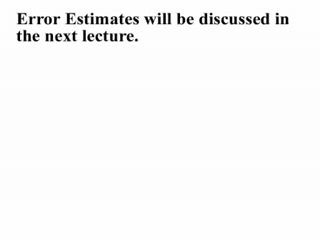 Error Estimates will be discussed in
the next lecture.